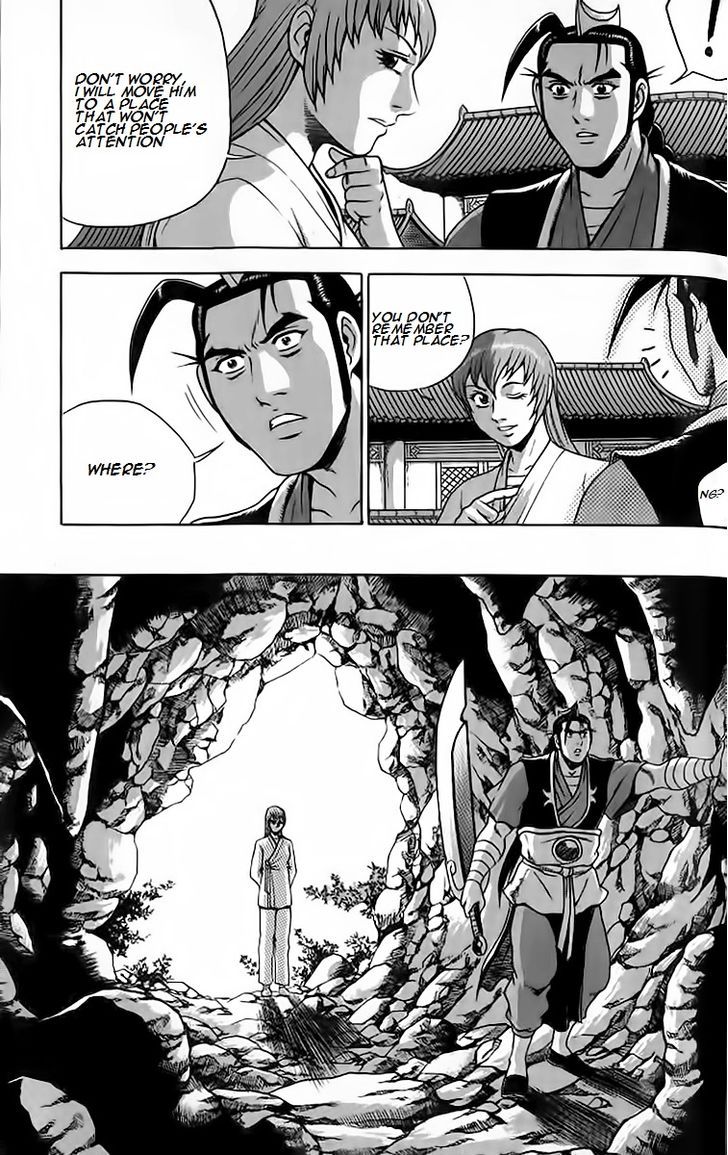 !
DON'T WORRY,
I WILL MOVE HIM
TO A PLACE
THAT WON'T
CATCH PEOPLE'S
ATTENTION
YOU DON'T
REMEMBER
THAT PLACE?
NG?
WHERE?